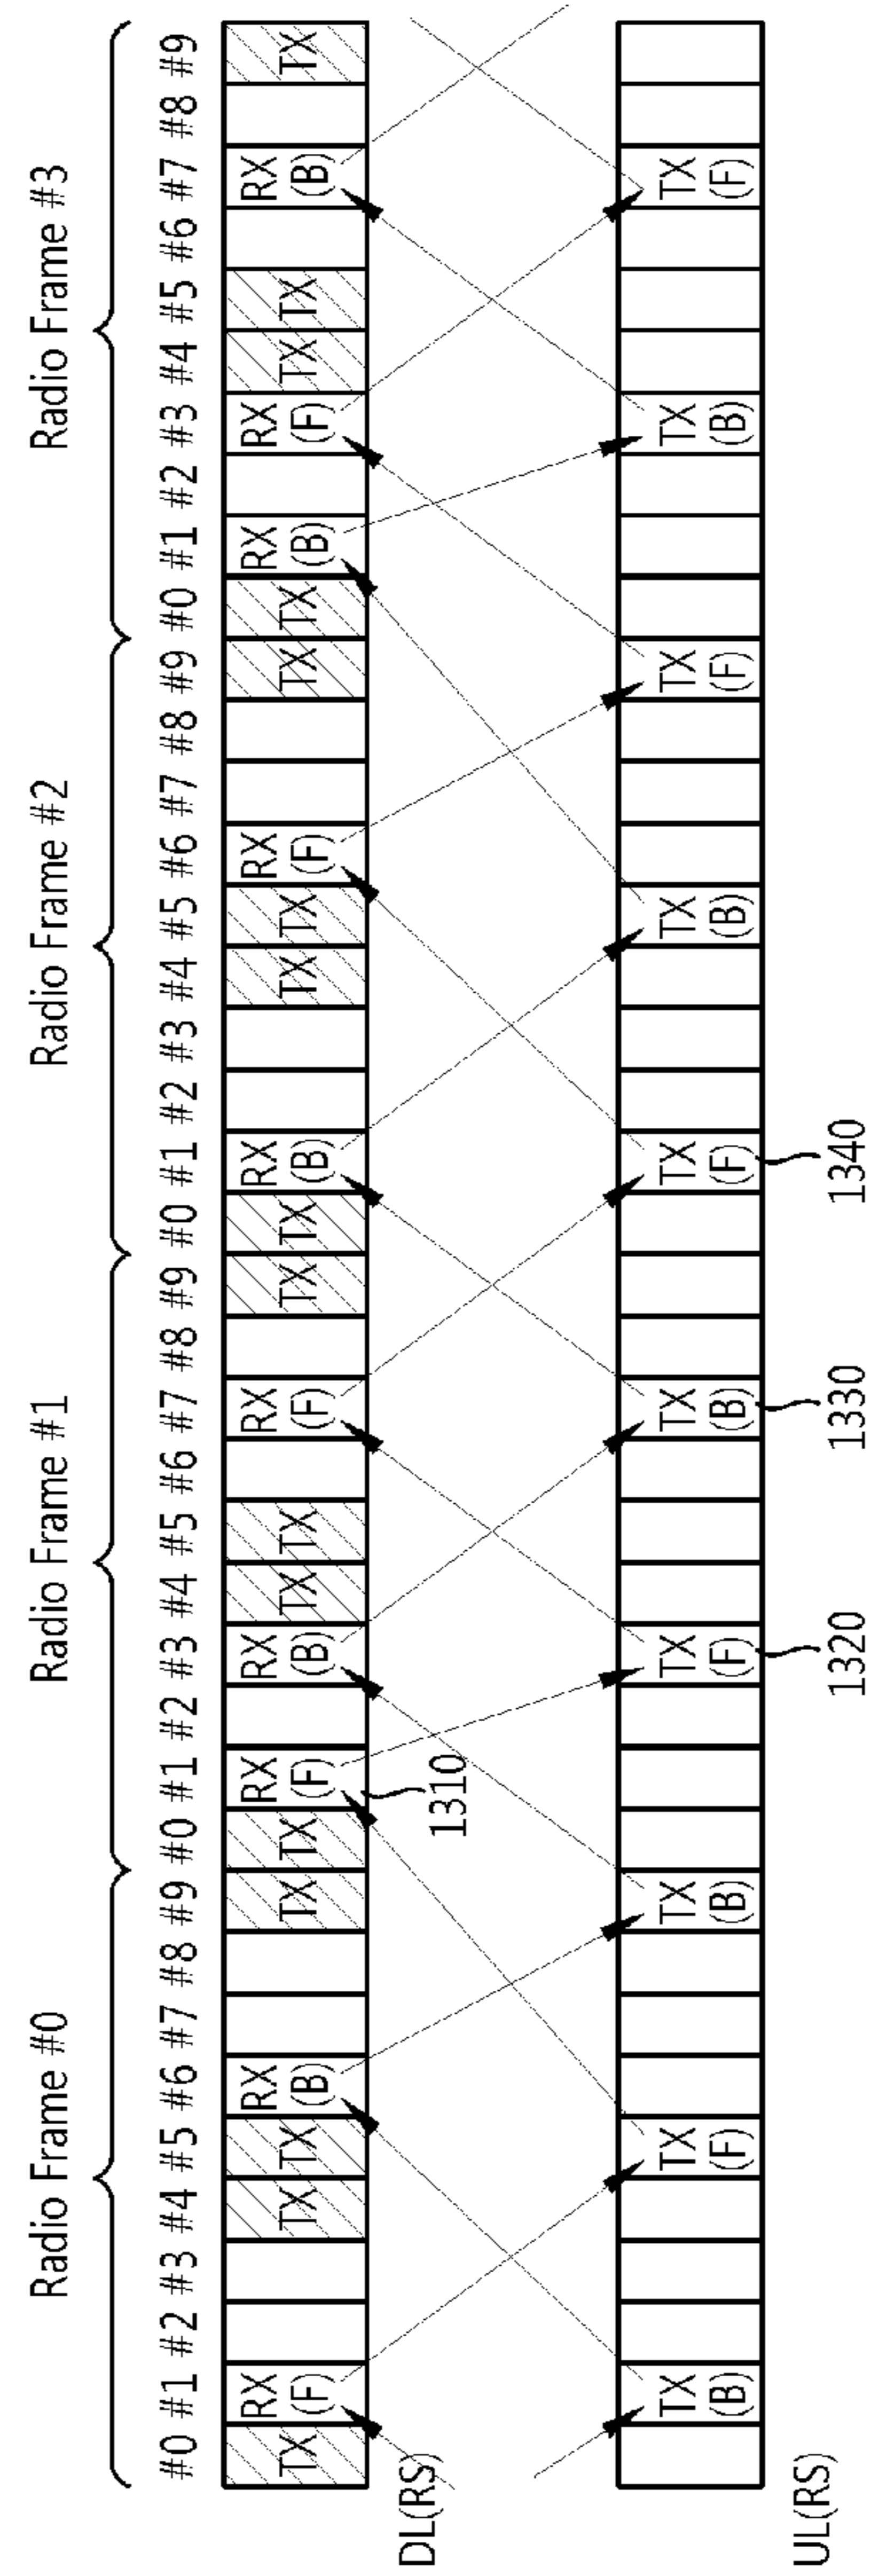 Radio Frame #0 Radio Frame #1 Radio Frame #2 Radio Frame #3
#0 #1 #2 #3 #4 #5 #6 #7 #8 #9 #0 #1 #2 #3 #4 #5 #6 #7 #8 #9 #0 #1 #2 #3 #4 #5 #6 #7 #8 #9 #0 #1 #2 #3 #4 #5 #6 #7 #8 #9
RX RX RX RX RX RX RX RX RX RX
TX (F) TX TX (B) TX TX (F) (B) TX TX (F) TX TX (B) TX TX (F) TX TX (B) (F) TX TX (B) TX
DL(RS)
1310
TX TX TX TX TX TX TX TX TX TX
(B) (F) (B) (F) (B) (F) (B) (F) (B) (F)
UL(RS)
1320 1330 1340